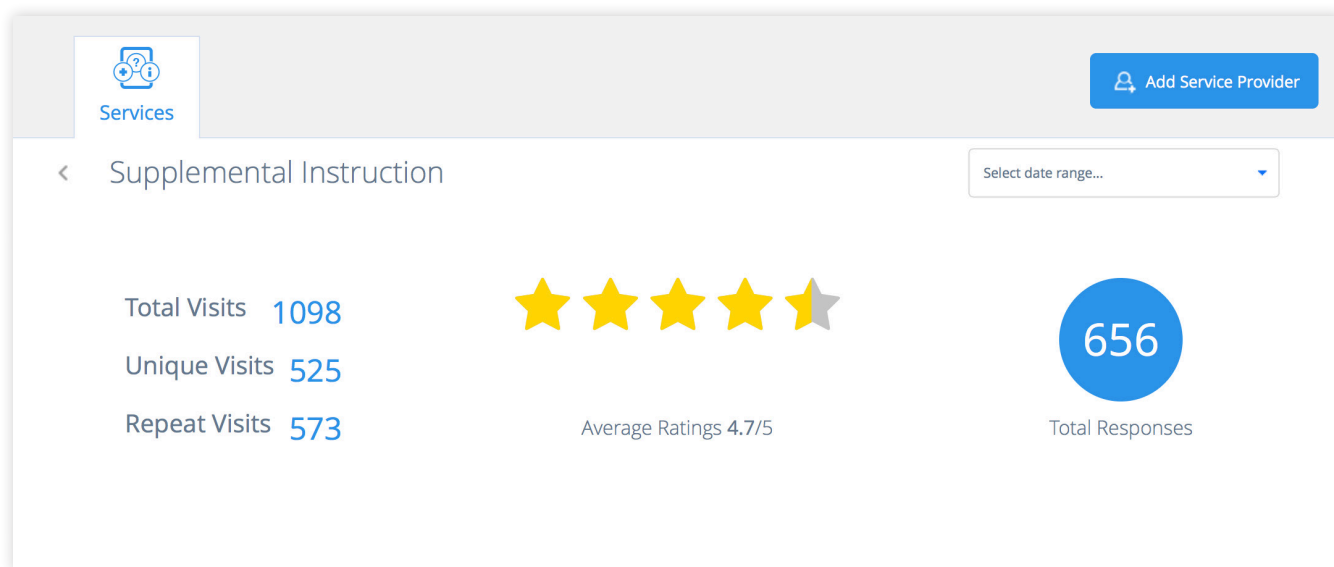 Services
Add Service Provider
Supplemental Instruction
Select date range...
Total Visits 1098
Unique Visits 525
Repeat Visits 573
Average Ratings 4.7/5
656
Total Responses